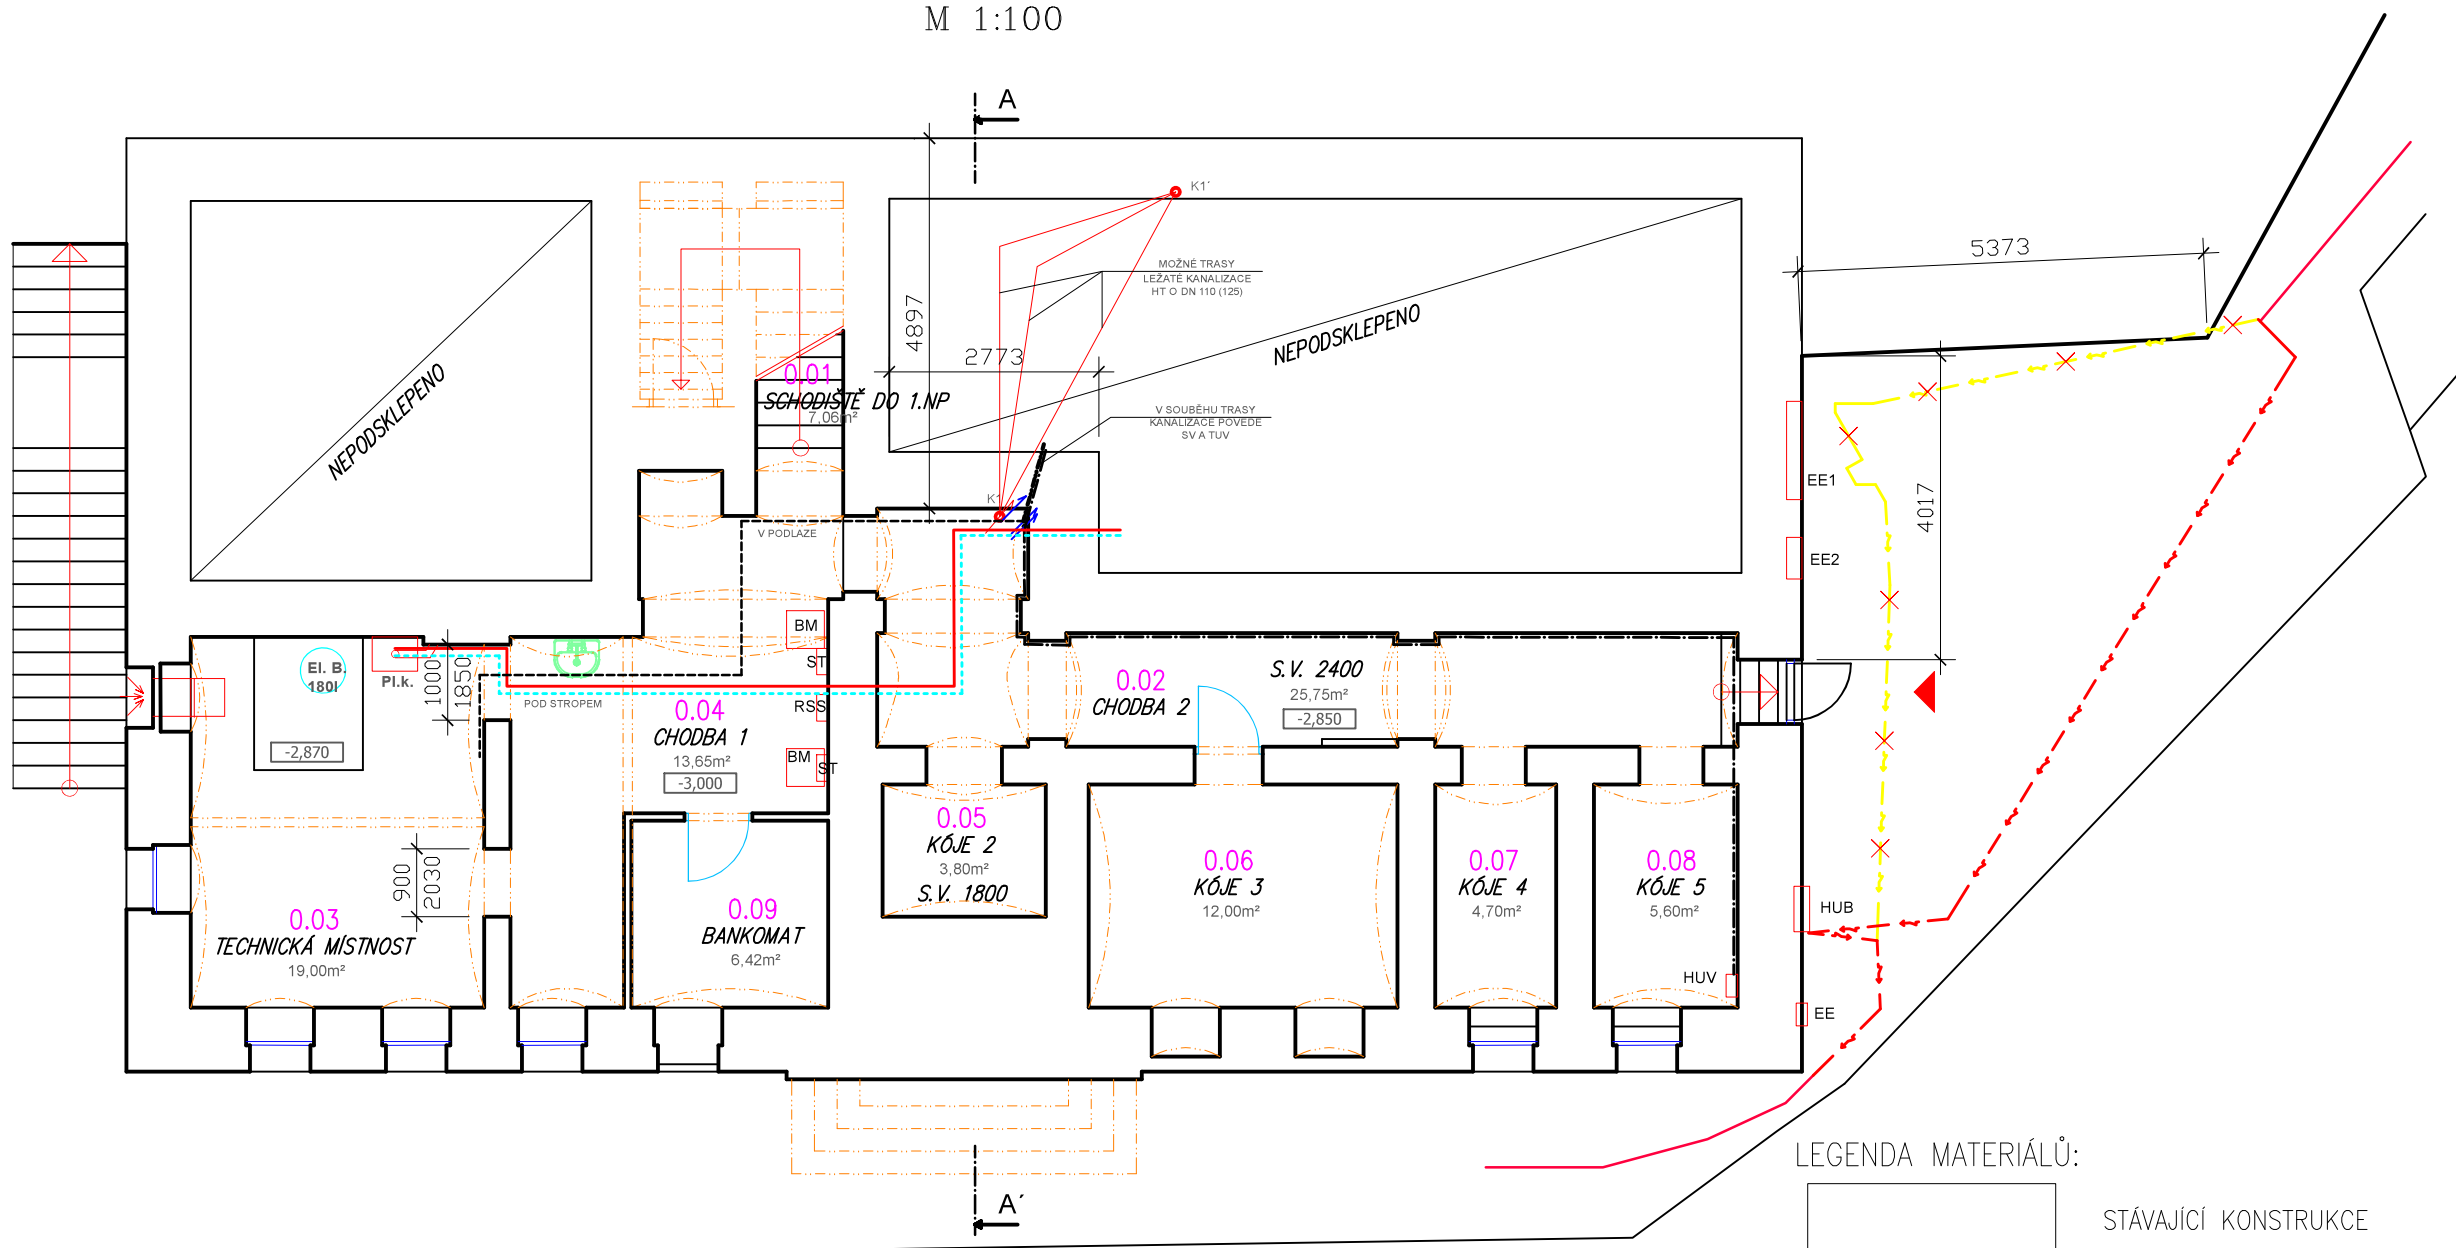 M 1:100
A
K1´
MOŽNÉ TRASY
LEŽATÉ KANALIZACE
HT O DN 110 (125)
5373
4897
2773
NEPODSKLEPENO
NEPODSKLEPENO
0.01
SCHODIŠTĚ DO 1.NP
7,06m²
V SOUBĚHU TRASY
KANALIZACE POVEDE
SV A TUV
EE1
4017
K1
V PODLAZE
EE2
BM
ST
El. B.
180l
Pl.k.
1000
1850
POD STROPEM
RSS
0.04
CHODBA 1
13,65m²
-3,000
BM
ST
-2,870
0.02
CHODBA 2
S.V. 2400
25,75m²
-2,850
0.05
KÓJE 2
3,80m²
S.V. 1800
0.06
KÓJE 3
12,00m²
0.07
KÓJE 4
4,70m²
0.08
KÓJE 5
5,60m²
900
2030
0.03
TECHNICKÁ MÍSTNOST
19,00m²
0.09
BANKOMAT
6,42m²
HUB
HUV
EE
A´
LEGENDA MATERIÁLŮ:
STÁVAJÍCÍ KONSTRUKCE